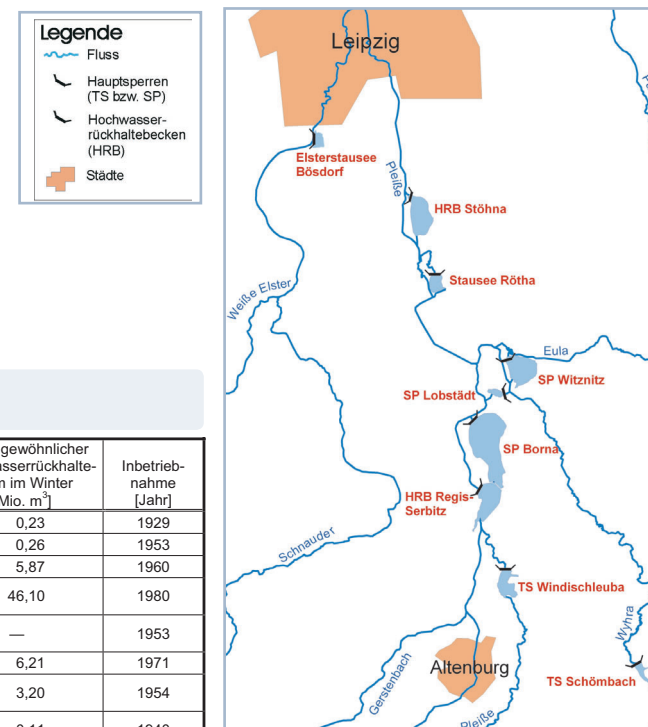 Legende
Fluss
Hauptsperren
(TS bzw. SP)
Hochwasser-
rückhaltebecken
(HRB)
Städte
gewöhnlicher
asserrückhalte-
m im Winter
Mio. m³]
Inbetrieb-
nahme
[Jahr]
0,23 1929
0,26 1953
5,87 1960
46,10 1980
— 1953
6,21 1971
3,20 1954
Leipzig
Elsterstausee
Bösdorf
Pleiße
HRB Stöhna
Stausee Rötha
Weiße Elster
Eula
SP Witznitz
SP Lobstädt
SP Borna
HRB Regis-
Serbitz
Schnauder
TS Windischleuba
Wyhra
Altenburg
TS Schömbach
Gerstenbach
Pleiße